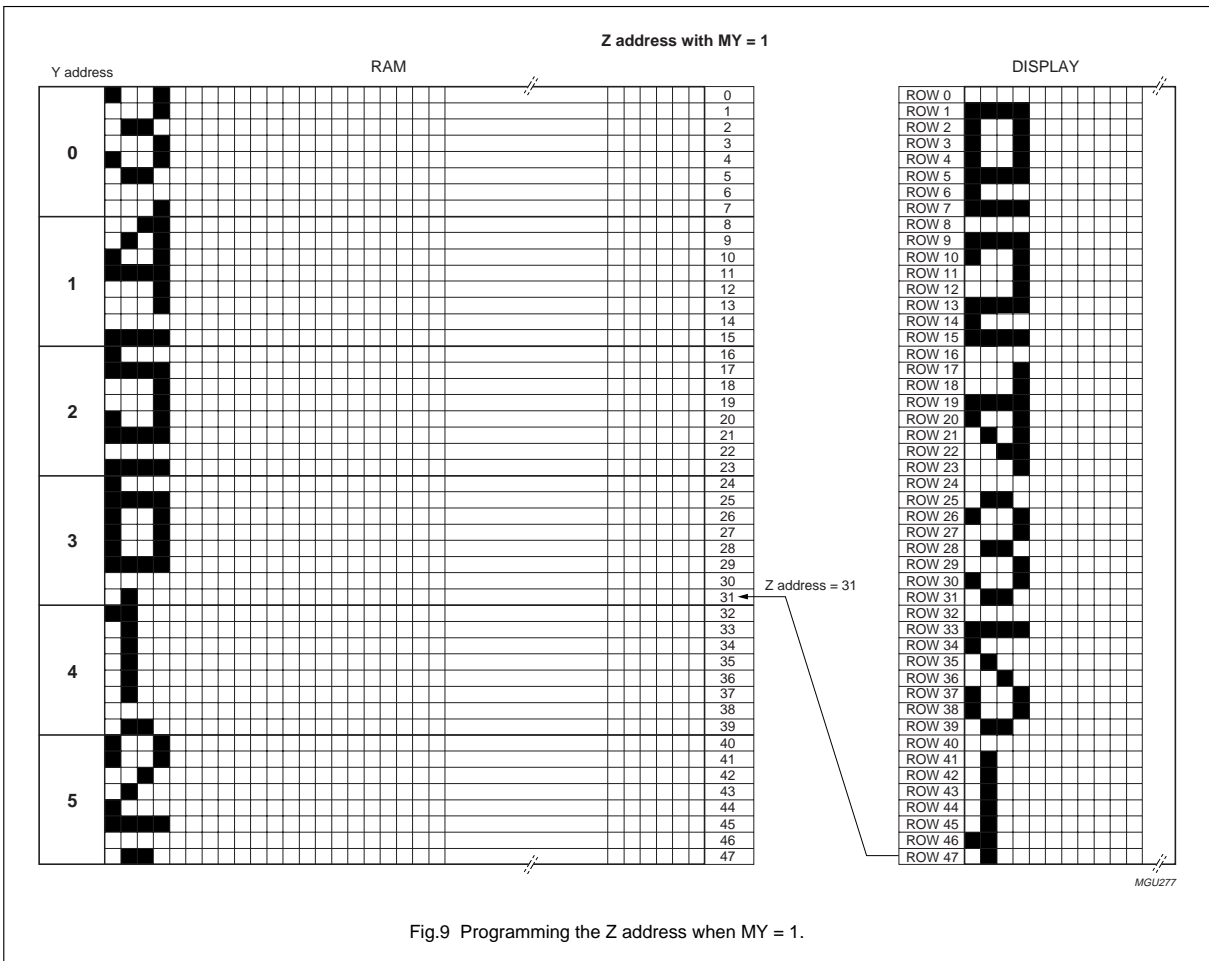 Z address with MY = 1
Y address
RAM
DISPLAY
0
1
2
3
4
5
0
1
2
3
4
5
6
7
8
9
10
11
12
13
14
15
16
17
18
19
20
21
22
23
24
25
26
27
28
29
30
31
32
33
34
35
36
37
38
39
40
41
42
43
44
45
46
47
Z address = 31
ROW 0
ROW 1
ROW 2
ROW 3
ROW 4
ROW 5
ROW 6
ROW 7
ROW 8
ROW 9
ROW 10
ROW 11
ROW 12
ROW 13
ROW 14
ROW 15
ROW 16
ROW 17
ROW 18
ROW 19
ROW 20
ROW 21
ROW 22
ROW 23
ROW 24
ROW 25
ROW 26
ROW 27
ROW 28
ROW 29
ROW 30
ROW 31
ROW 32
ROW 33
ROW 34
ROW 35
ROW 36
ROW 37
ROW 38
ROW 39
ROW 40
ROW 41
ROW 42
ROW 43
ROW 44
ROW 45
ROW 46
ROW 47
MGU277
Fig.9 Programming the Z address when MY = 1.